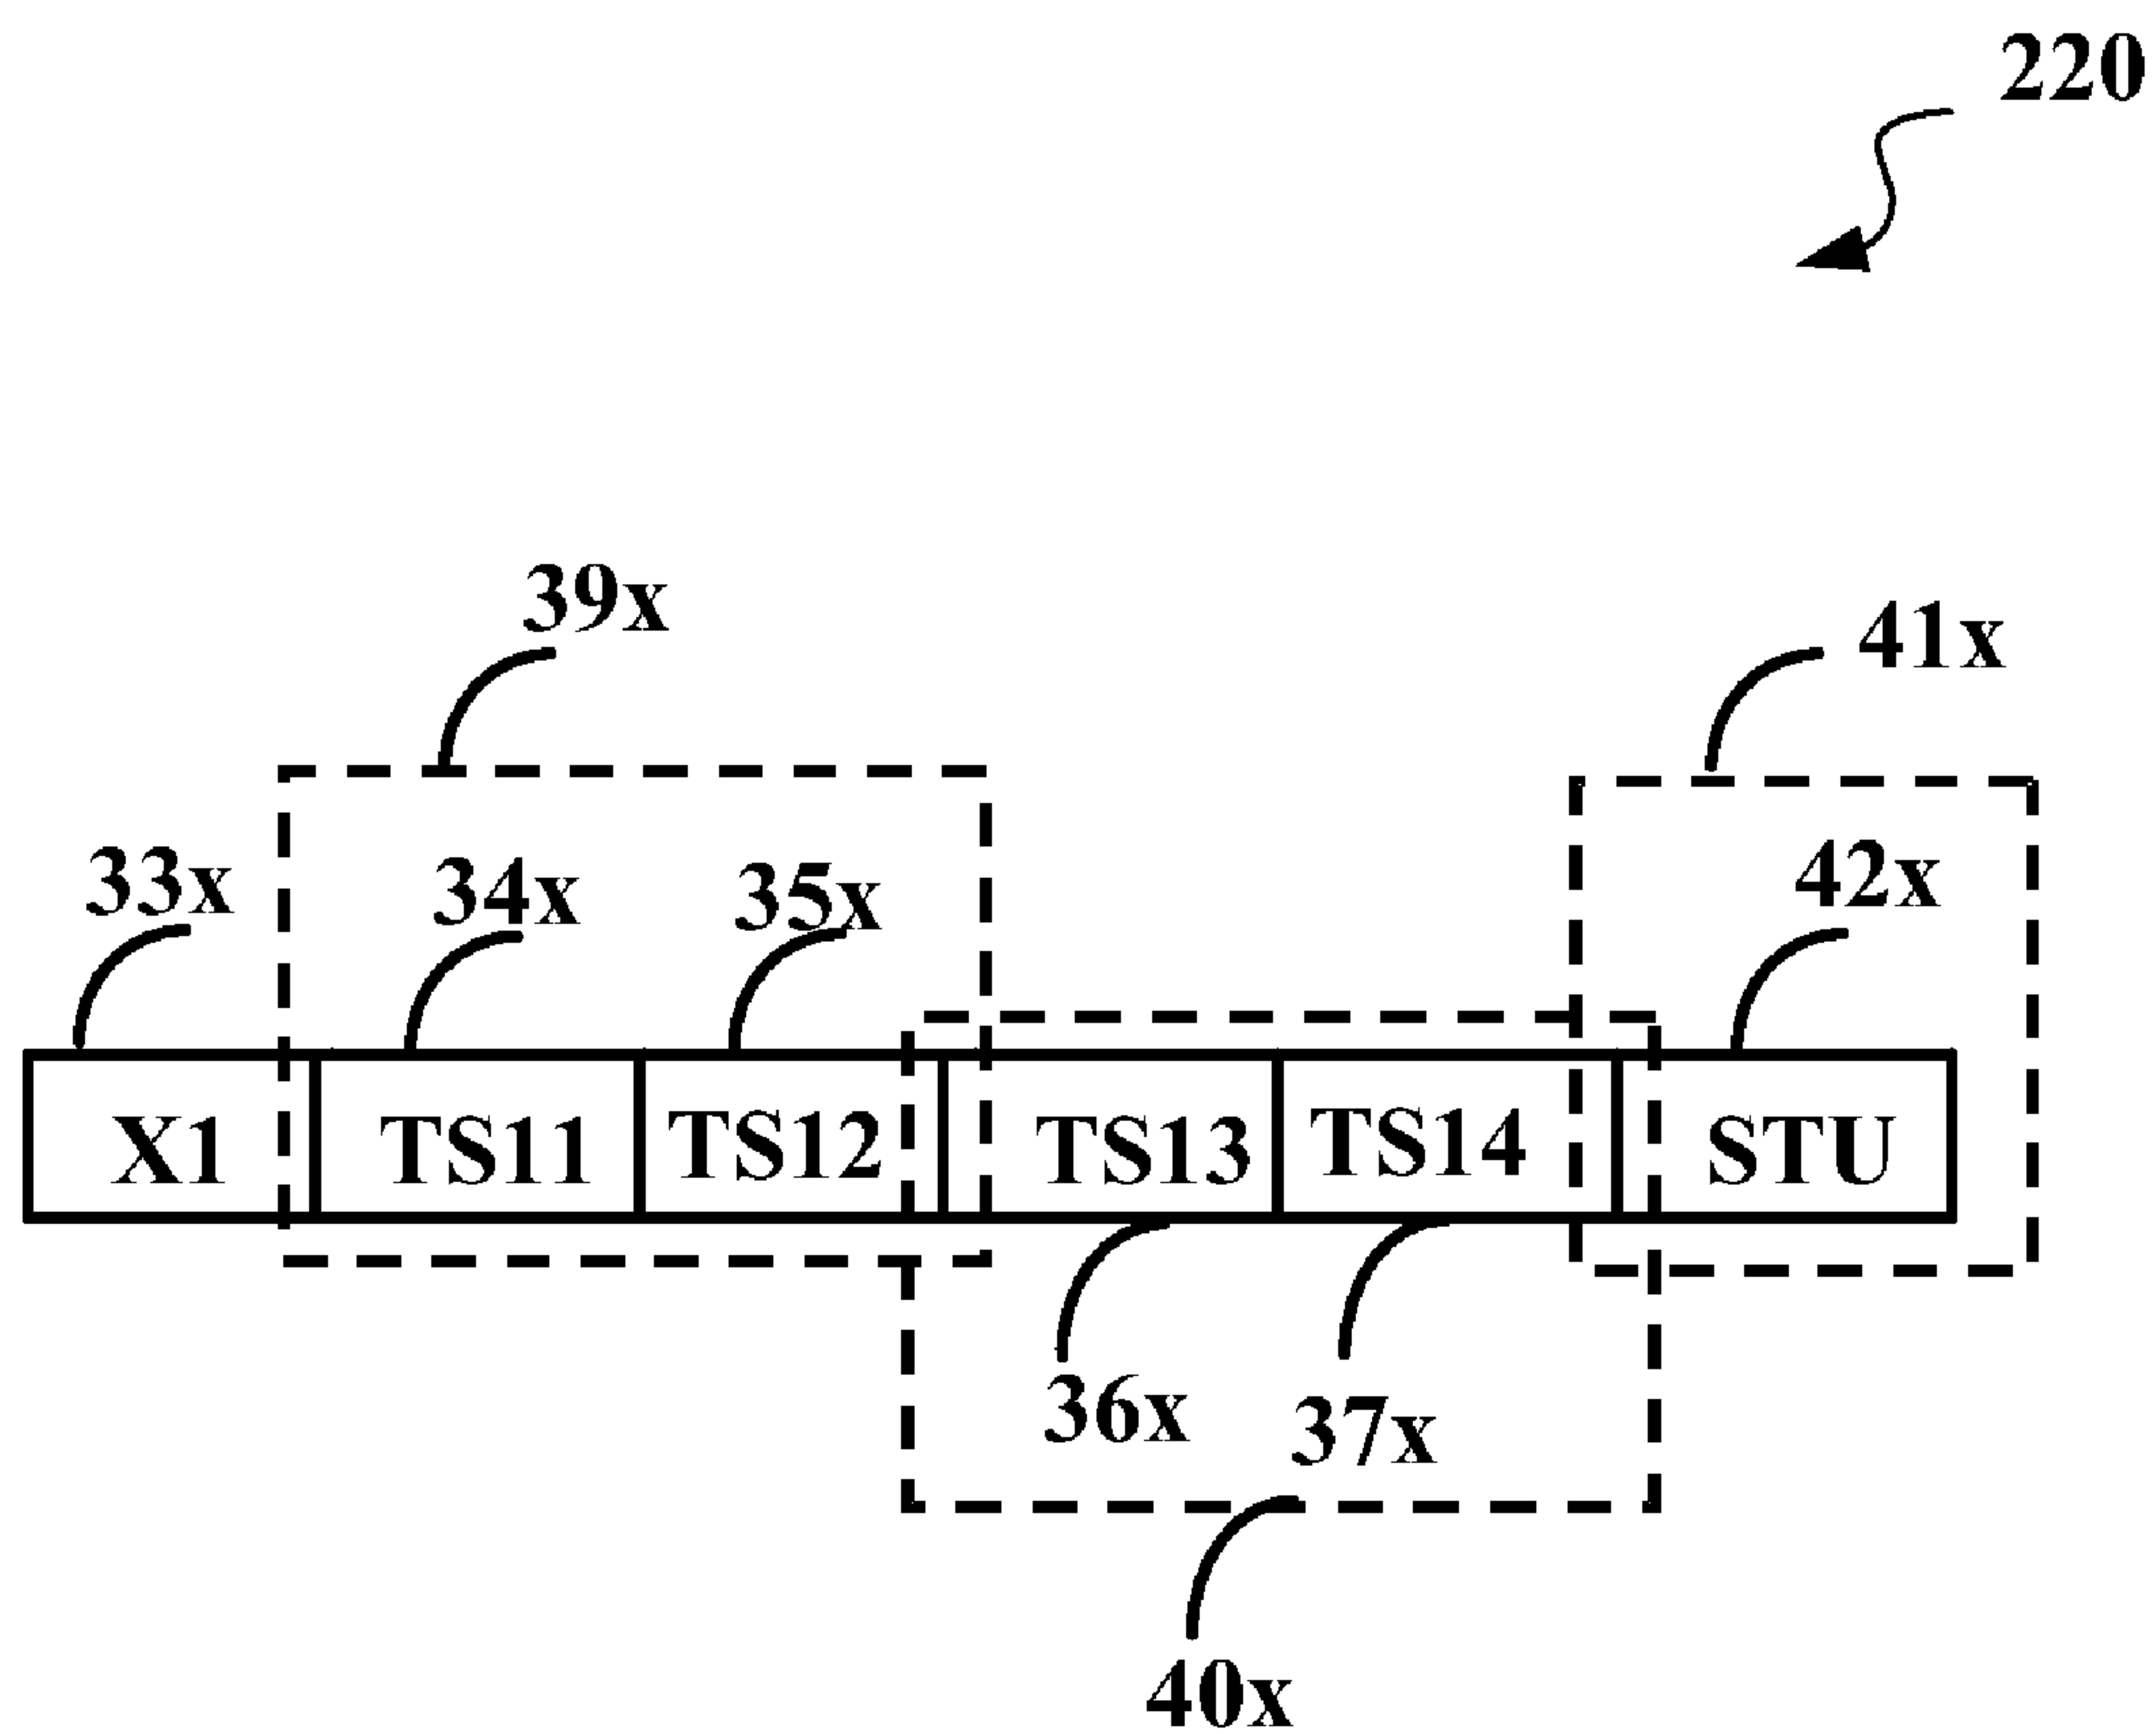 220
39x
41x
33x
34x
35x
42x
X1 TS11 TS12 TS13 TS14 STU
36x
37x
40x